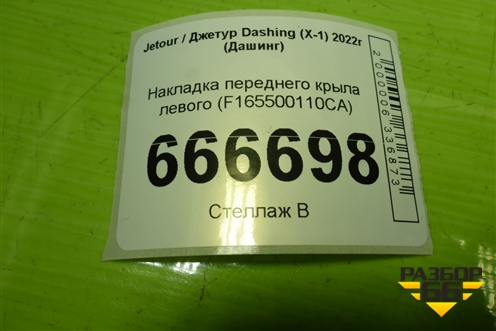 Jetour / Джетур Dashing (X-1) 2022г
(Дашинг)
Накладка переднего крыла
левого (F165500110CA)
666698
Стеллаж В
2000006336873
РАЗБОР
66